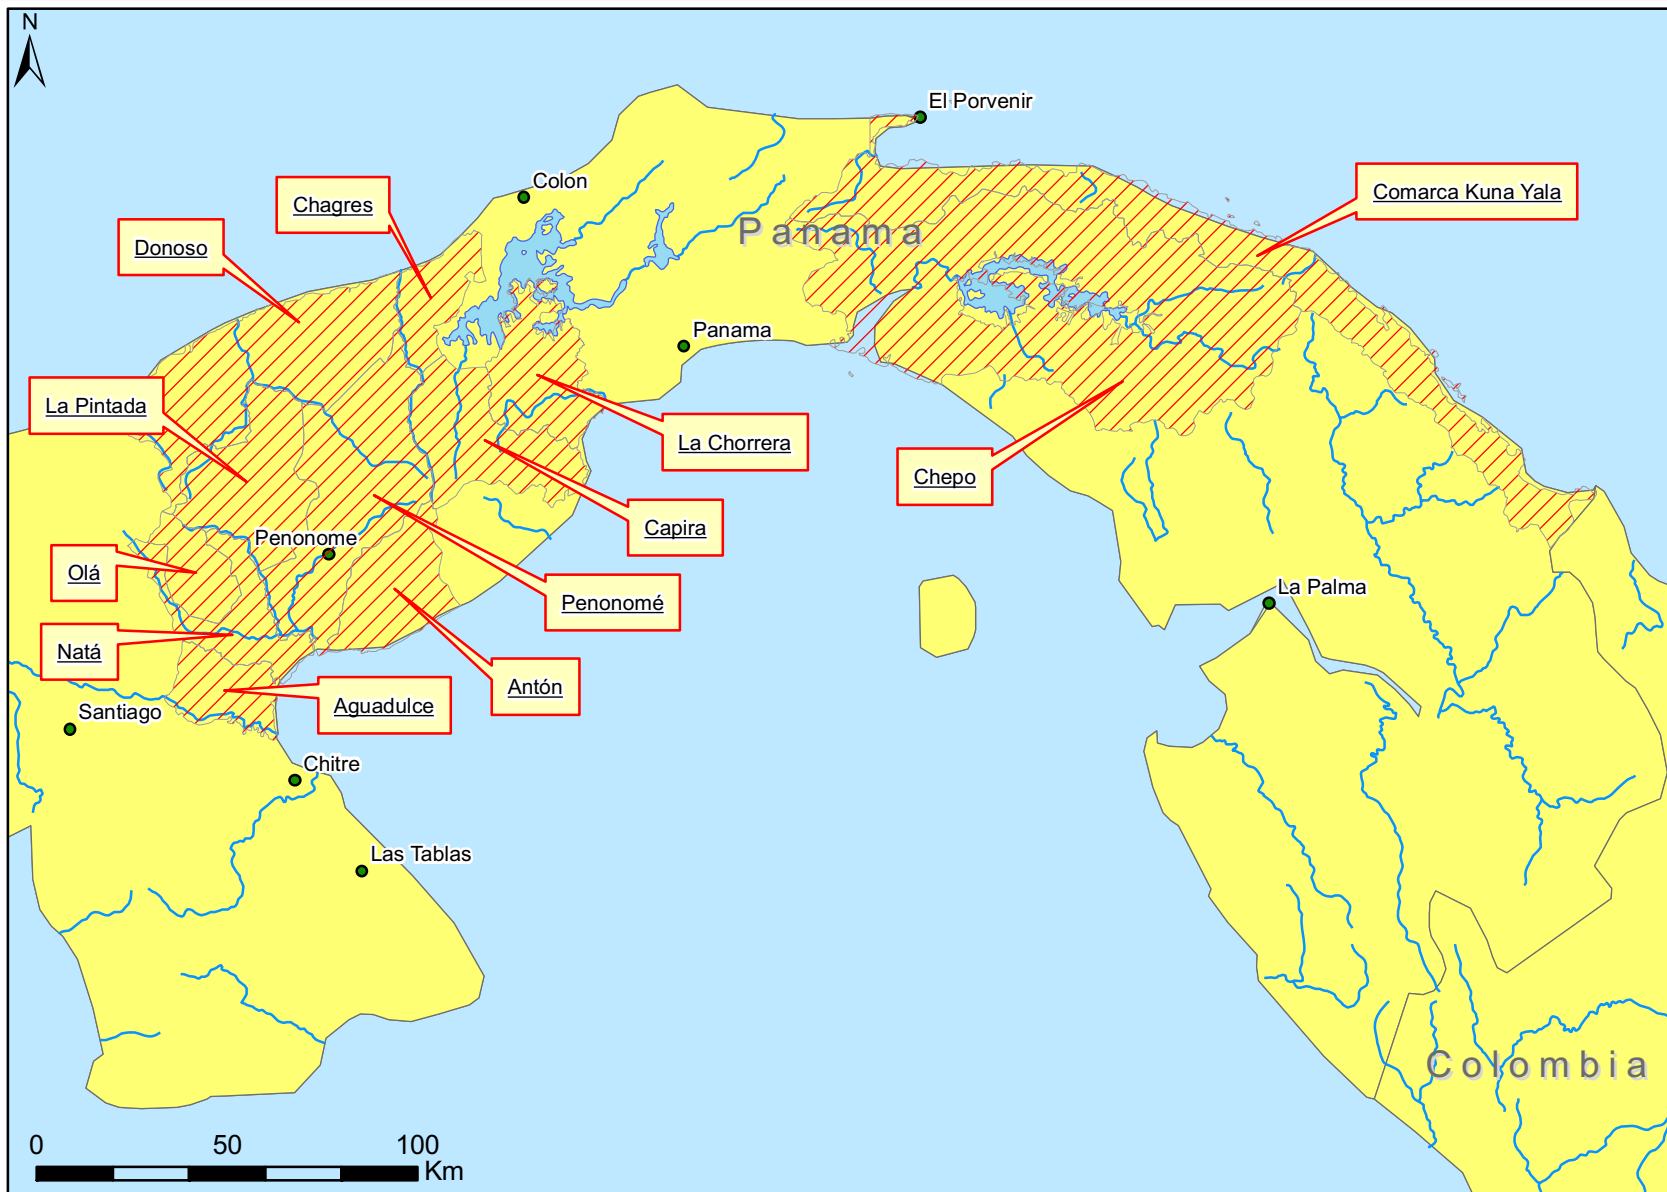 N
El Porvenir
Colon
Comarca Kuna Yala
Chagres
Donoso
Panama
Panama
La Pintada
La Chorrera
Chepo
Capira
Penonome
Olá
La Palma
Penonomé
Natá
Antón
Aguadulce
Santiago
Chitre
Las Tablas
Colombia
0 50 100
Km